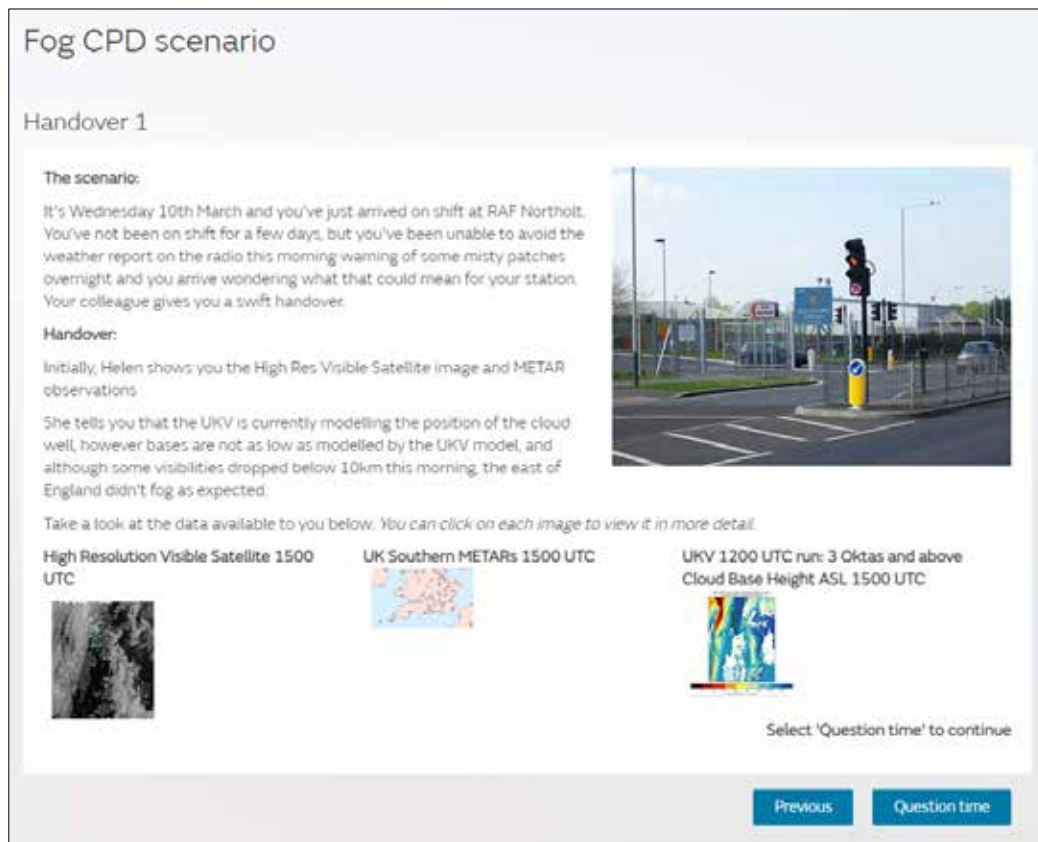 Fog CPD scenario
Handover 1
The scenario:
It's Wednesday 10th March and you've just arrived on shift at RAF Northolt.
You've not been on shift for a few days, but you've been unable to avoid the
weather report on the radio this morning warning of some misty patches
overnight and you arrive wondering what that could mean for your station.
Your colleague gives you a swift handover.
Handover:
Initially, Helen shows you the High Res Visible Satellite image and METAR
observations
She tells you that the UKV is currently modelling the position of the cloud
well, however bases are not as low as modelled by the UKV model, and
although some visibilities dropped below 10km this morning, the east of
England didn't fog as expected.
Take a look at the data available to you below. You can click on each image to view it in more detail.
High Resolution Visible Satellite 1500
UTC
UK Southern METARs 1500 UTC
UKV 1200 UTC run: 3 Oktas and above
Cloud Base Height ASL 1500 UTC
Select 'Question time' to continue
Previous
Question time